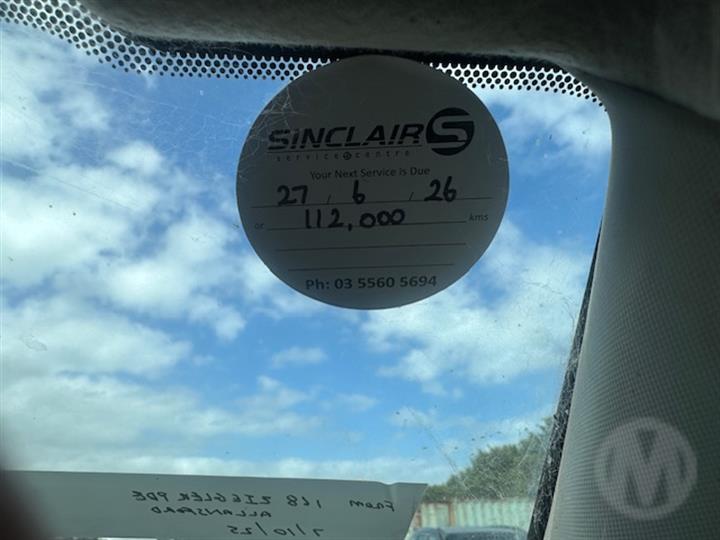 SINCLAIR S
service centre
Your Next Service is Due
27 / 6 / 26
or 112,000 kms
Ph: 03 5560 5694
FROM 168 ZIEGLER PDE
ALLANSFORD
7/10/25
M